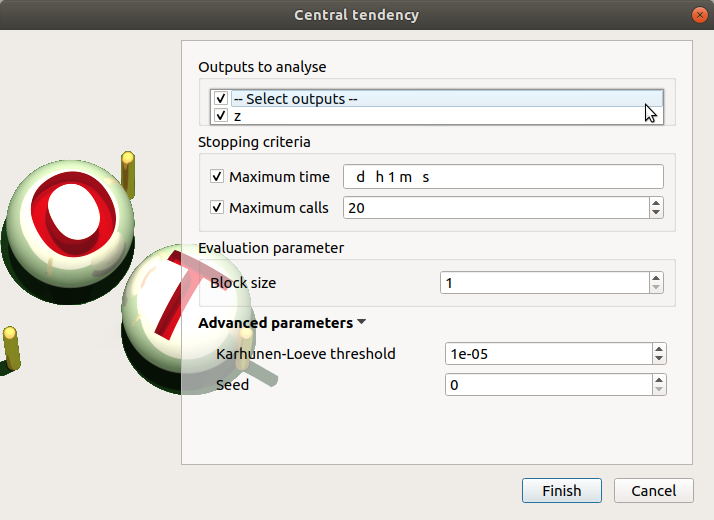 Central tendency
Outputs to analyse
-- Select outputs --
z
Stopping criteria
Maximum time d h 1 m s
Maximum calls 20
Evaluation parameter
Block size 1
Advanced parameters
Karhunen-Loeve threshold 1e-05
Seed 0
Finish Cancel
O
T